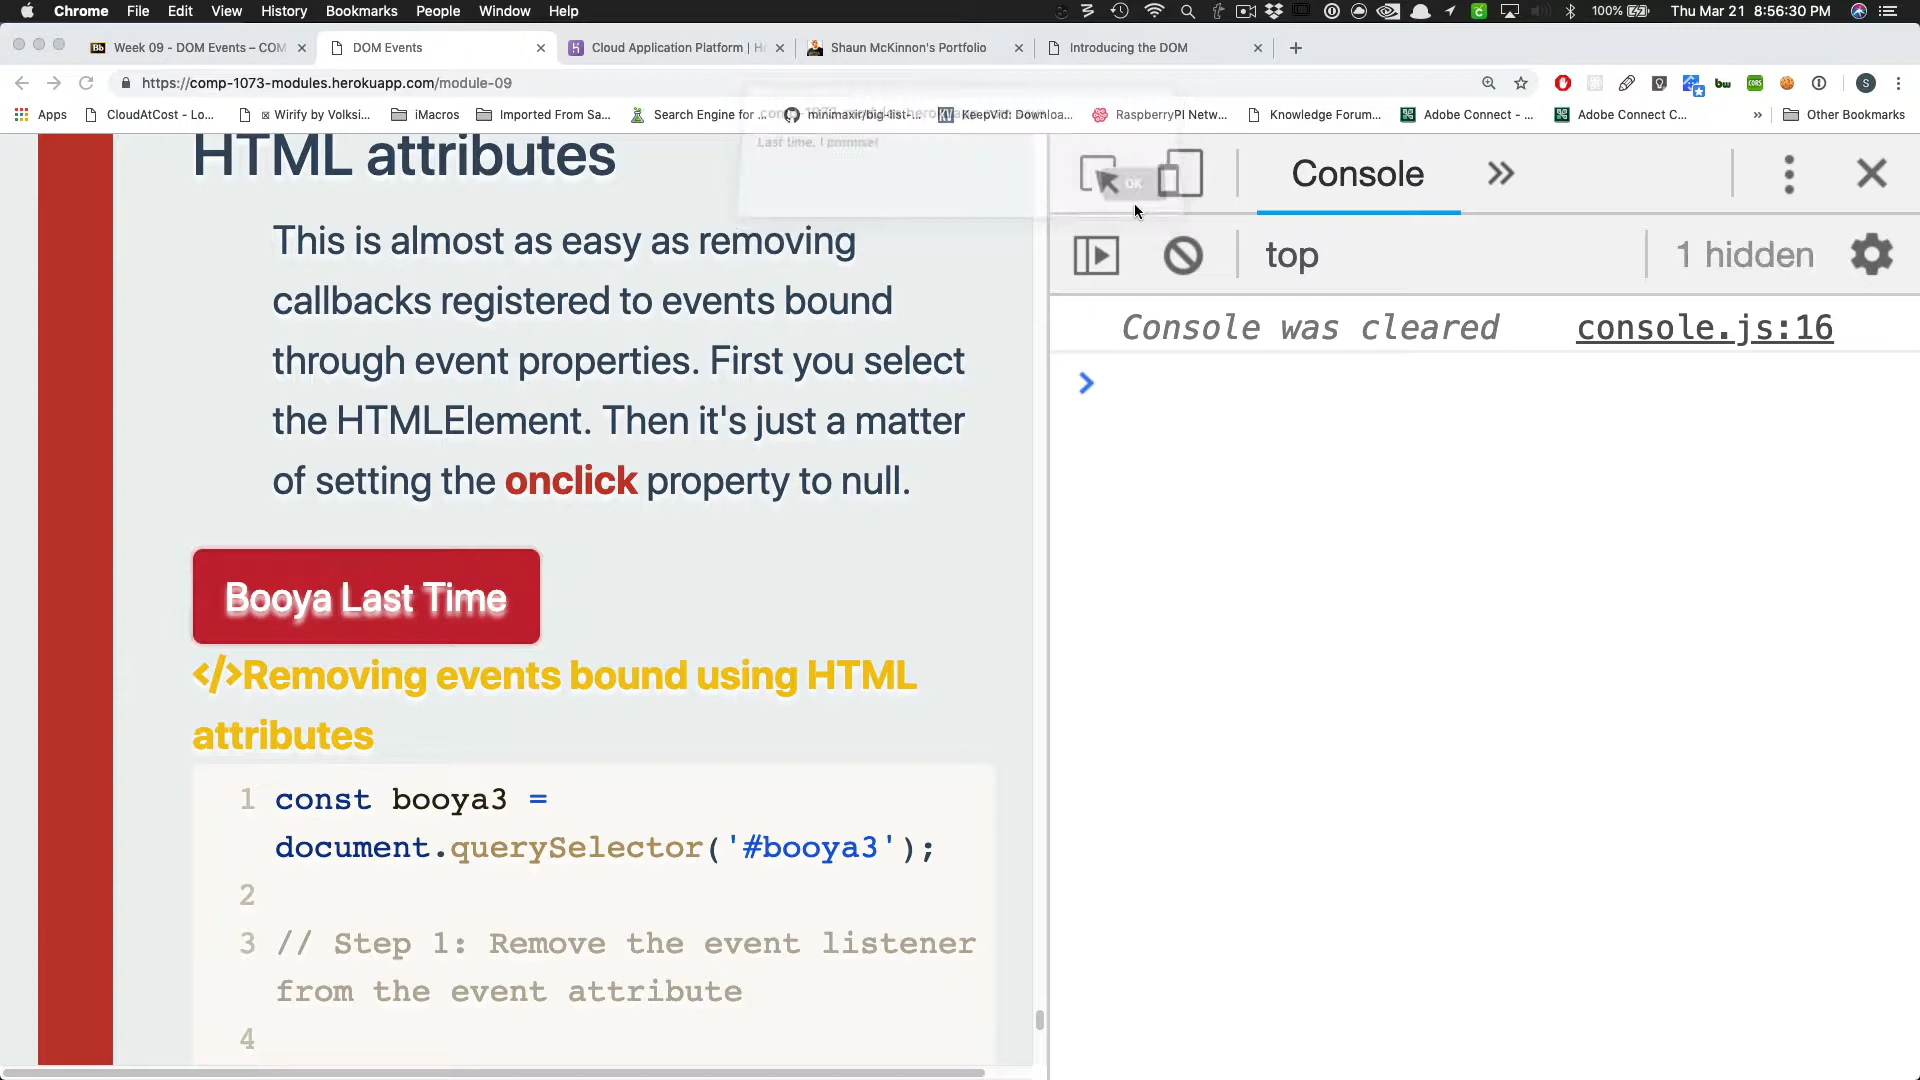 Chrome File Edit View History Bookmarks People Window Help 100% Thu Mar 21 8:56:30 PM
Week 09 - DOM Events – COM DOM Events Cloud Application Platform | H Shaun McKinnon's Portfolio Introducing the DOM
https://comp-1073-modules.herokuapp.com/module-09
Apps CloudAtCost - Lo... Wirify by Volksi... iMacros Imported From Sa... Search Engine for ... minimaxir/big-list-... KeepVid: Downloa... RaspberryPI Netw... Knowledge Forum... Adobe Connect - ... Adobe Connect C... » Other Bookmarks
Last time, I promise!
OK
HTML attributes
This is almost as easy as removing
callbacks registered to events bound
through event properties. First you select
the HTMLElement. Then it's just a matter
of setting the onclick property to null.
Booya Last Time
</>Removing events bound using HTML
attributes
1 const booya3 =
document.querySelector('#booya3');
2
3 // Step 1: Remove the event listener
from the event attribute
4
Console »
top 1 hidden
Console was cleared console.js:16